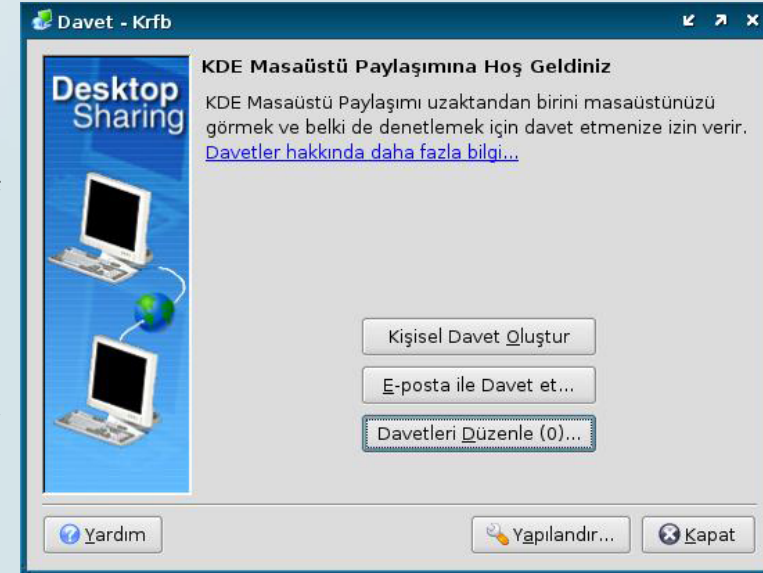 Davet - Krfb
Desktop
Sharing
KDE Masaüstü Paylaşımına Hoş Geldiniz
KDE Masaüstü Paylaşımı uzaktandan birini masaüstünüzü
görmek ve belki de denetlemek için davet etmenize izin verir.
Davetler hakkında daha fazla bilgi...
Kişisel Davet Oluştur
E-posta ile Davet et...
Davetleri Düzenle (0)...
Yardım
Yapılandır...
Kapat